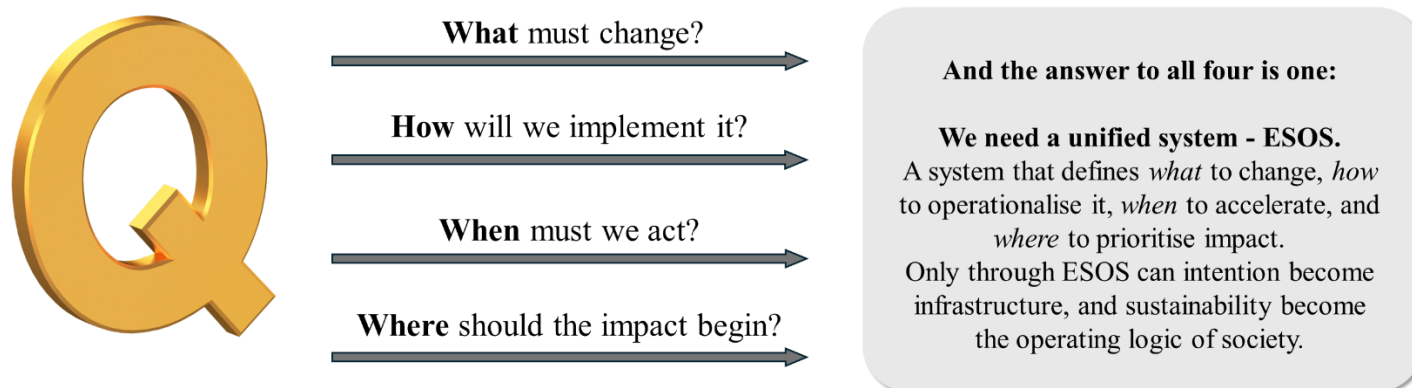 Q
What must change?
How will we implement it?
When must we act?
Where should the impact begin?
And the answer to all four is one:
We need a unified system - ESOS.
A system that defines what to change, how
to operationalise it, when to accelerate, and
where to prioritise impact.
Only through ESOS can intention become
infrastructure, and sustainability become
the operating logic of society.